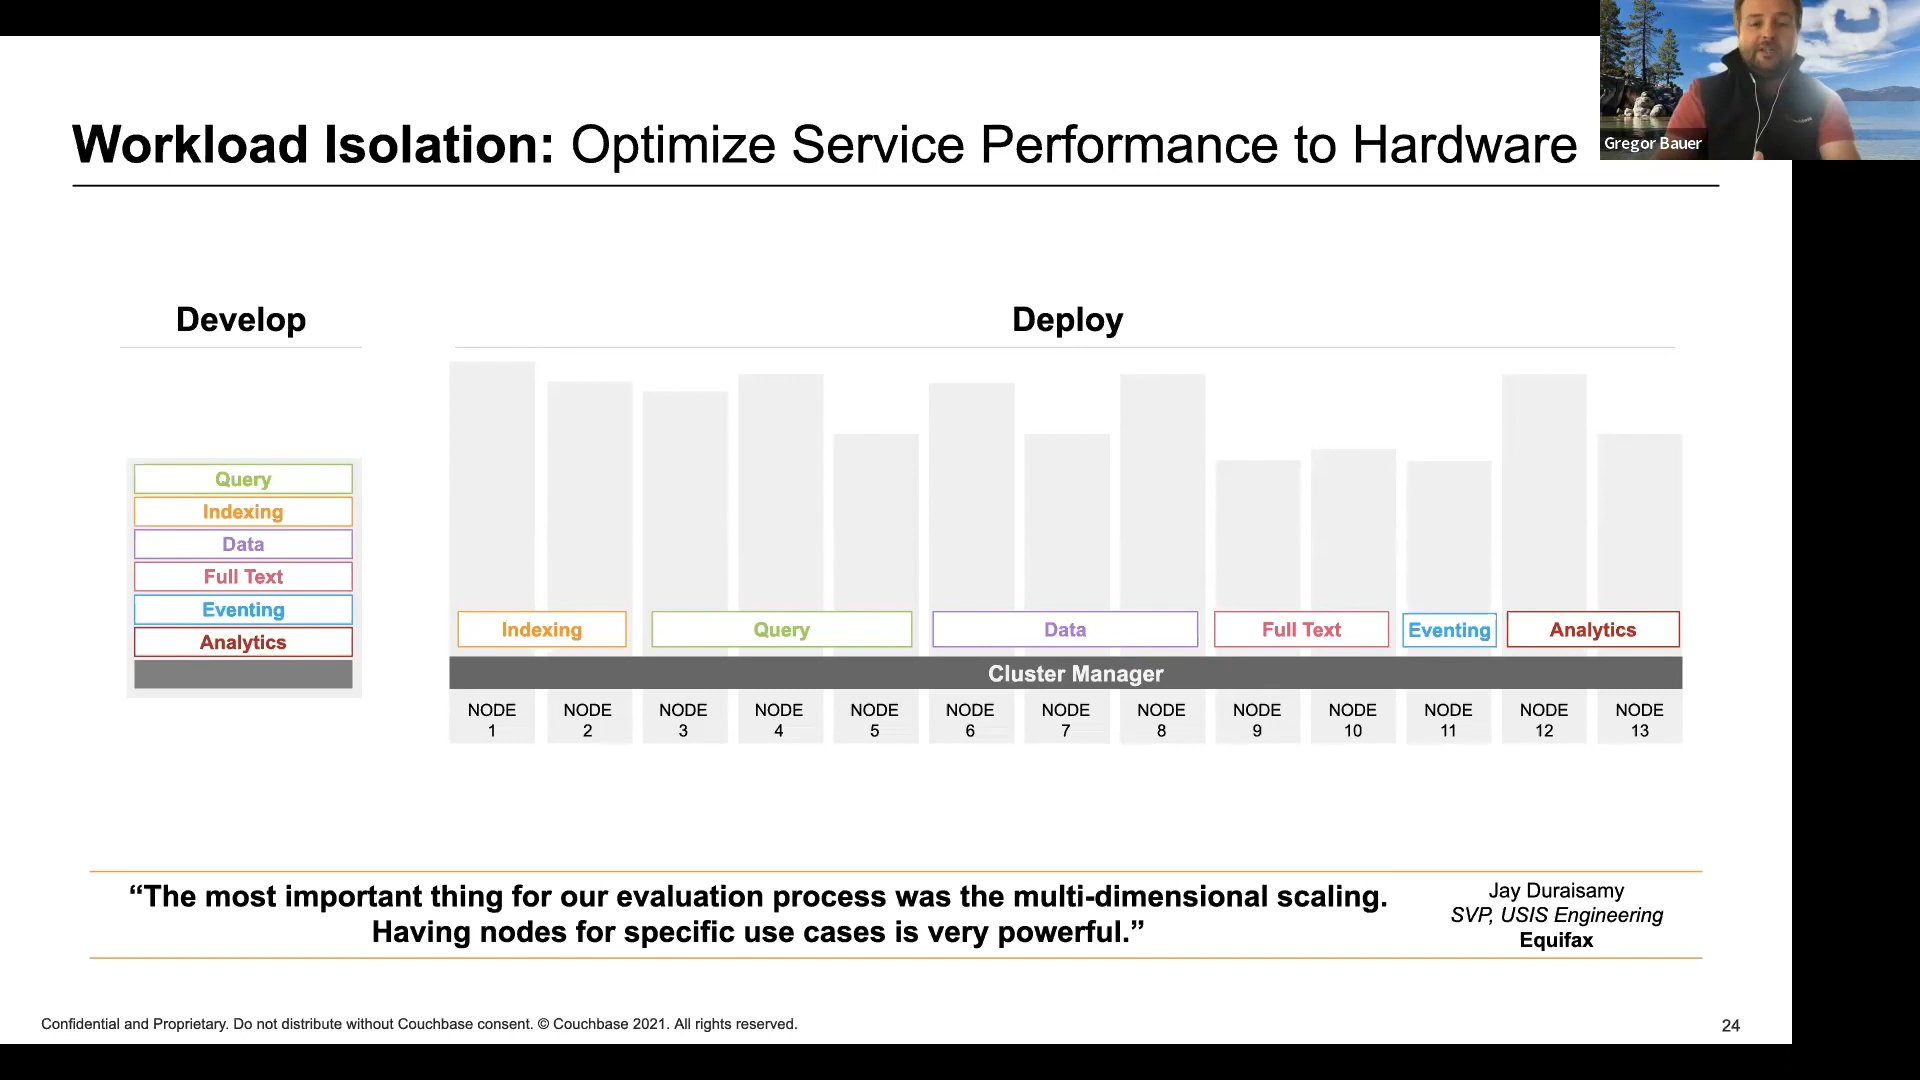 Workload Isolation: Optimize Service Performance to Hardware
Gregor Bauer
Develop
Deploy
Query
Indexing
Data
Full Text
Eventing
Analytics
Indexing
Query
Data
Full Text
Eventing
Analytics
Cluster Manager
NODE 1
NODE 2
NODE 3
NODE 4
NODE 5
NODE 6
NODE 7
NODE 8
NODE 9
NODE 10
NODE 11
NODE 12
NODE 13
“The most important thing for our evaluation process was the multi-dimensional scaling.
Having nodes for specific use cases is very powerful.”
Jay Duraisamy
SVP, USIS Engineering
Equifax
Confidential and Proprietary. Do not distribute without Couchbase consent. © Couchbase 2021. All rights reserved.
24